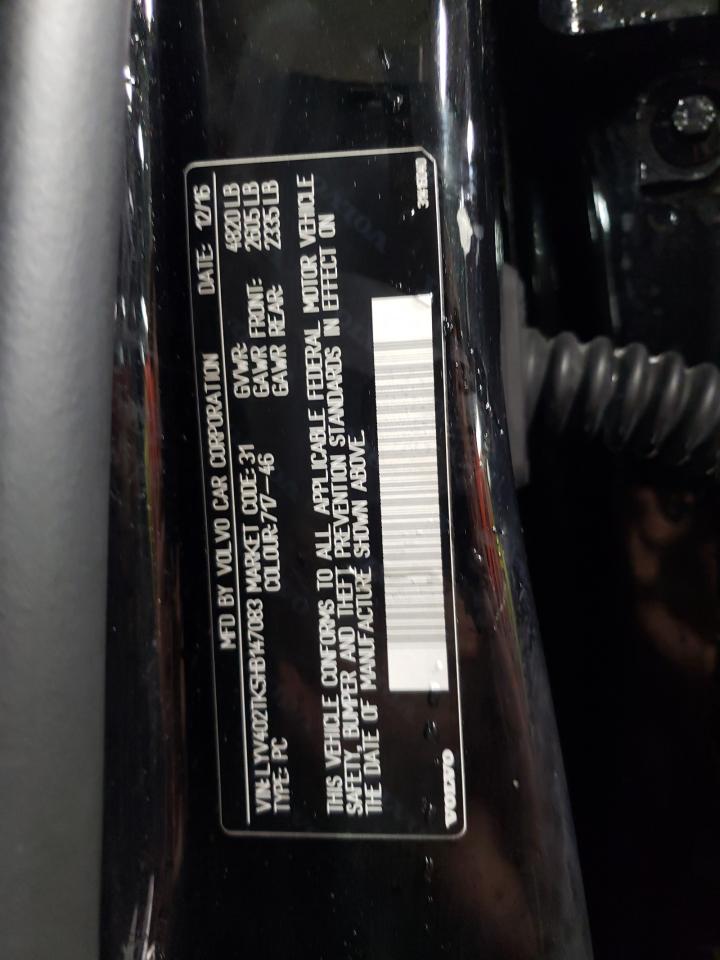 MFD BY VOLVO CAR CORPORATION DATE: 12/16
VIN: LYV402TKSHB147083 MARKET CODE: 31 GVWR: 4820 LB
TYPE: PC COLOUR: 717—46 GAWR FRONT: 2605 LB
GAWR REAR: 2335 LB
THIS VEHICLE CONFORMS TO ALL APPLICABLE FEDERAL MOTOR VEHICLE
SAFETY, BUMPER AND THEFT PREVENTION STANDARDS IN EFFECT ON
THE DATE OF MANUFACTURE SHOWN ABOVE.
VOLVO